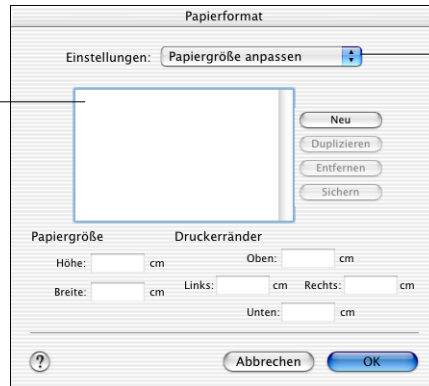 Papierformat
Einstellungen: Papiergröße anpassen
Neu
Duplizieren
Entfernen
Sichern
Papiergröße Druckerränder
Höhe: cm Oben: cm
Breite: cm Links: cm Rechts: cm
Unten: cm
? Abbrechen OK